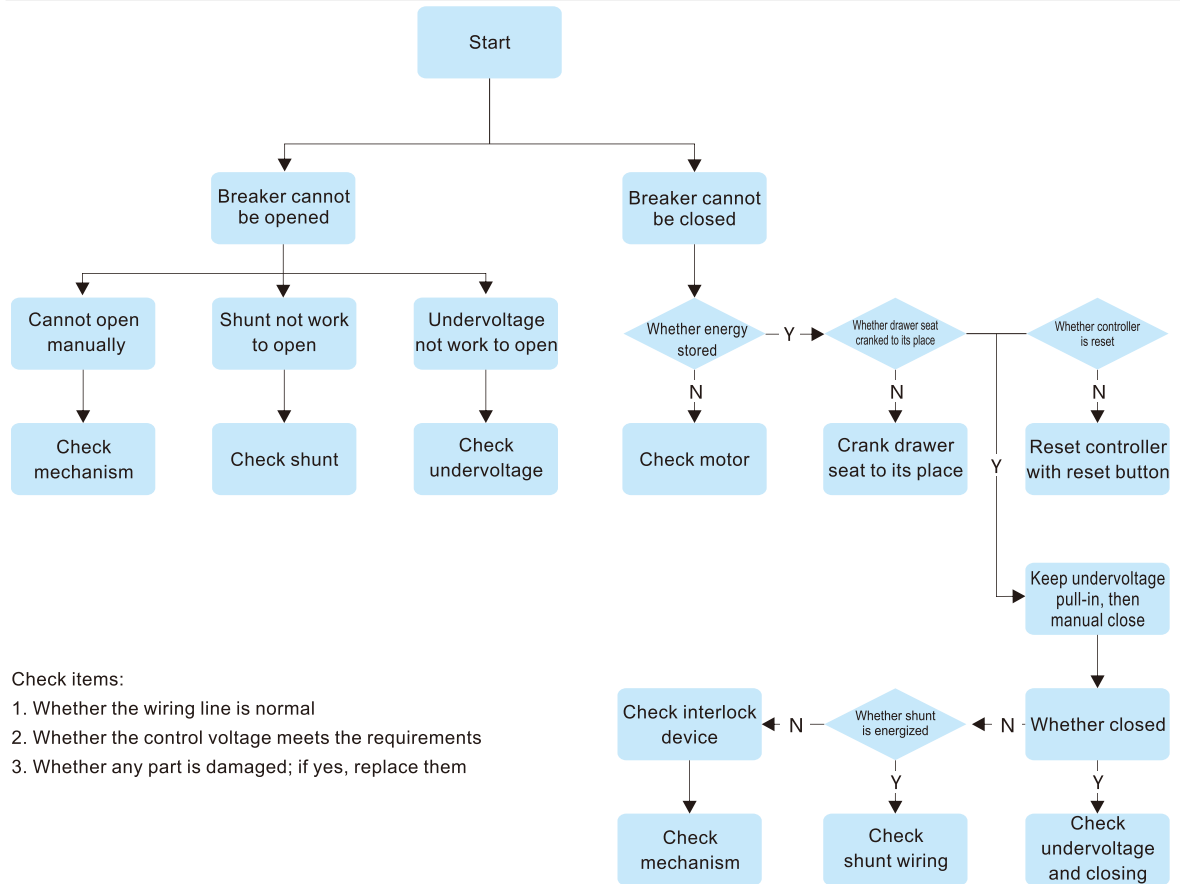 Start
Breaker cannot
be opened
Breaker cannot
be closed
Cannot open
manually
Shunt not work
to open
Undervoltage
not work to open
Whether energy
stored
Y
Whether drawer seat
cranked to its place
Whether controller
is reset
N
N
N
Check
mechanism
Check shunt
Check
undervoltage
Check motor
Crank drawer
seat to its place
Y
Reset controller
with reset button
Keep undervoltage
pull-in, then
manual close
Check items:
1. Whether the wiring line is normal
2. Whether the control voltage meets the requirements
3. Whether any part is damaged; if yes, replace them
Check interlock
device
N
Whether shunt
is energized
N
Whether closed
Y
Y
Check
mechanism
Check
shunt wiring
Check
undervoltage
and closing